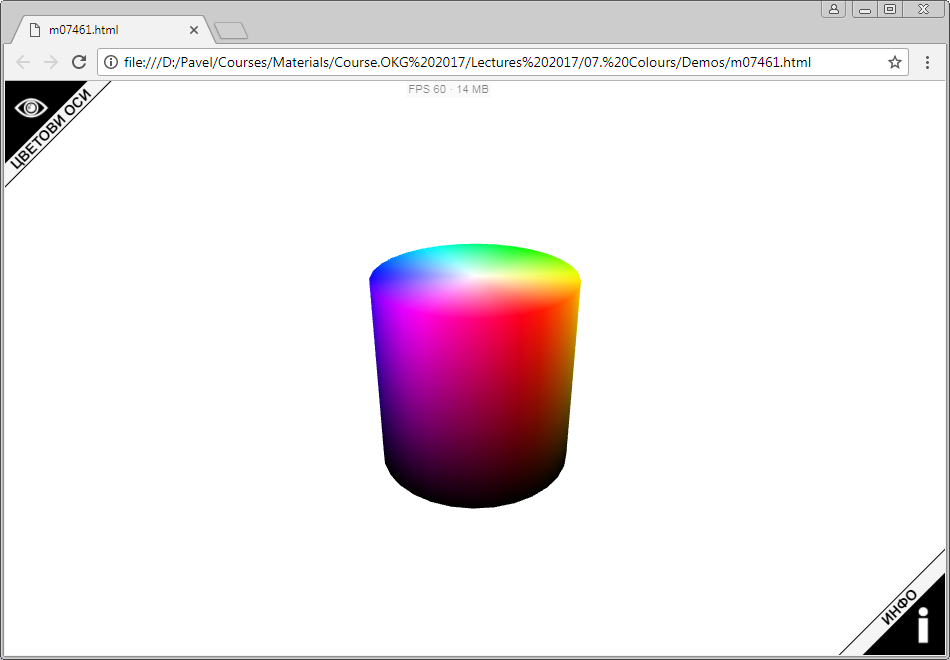 m07461.html
file:///D:/Pavel/Courses/Materials/Course.OKG%202017/Lectures%202017/07.%20Colours/Demos/m07461.html
FPS 60 - 14 MB
ЦВЕТОВИ ОСИ
ИНФО